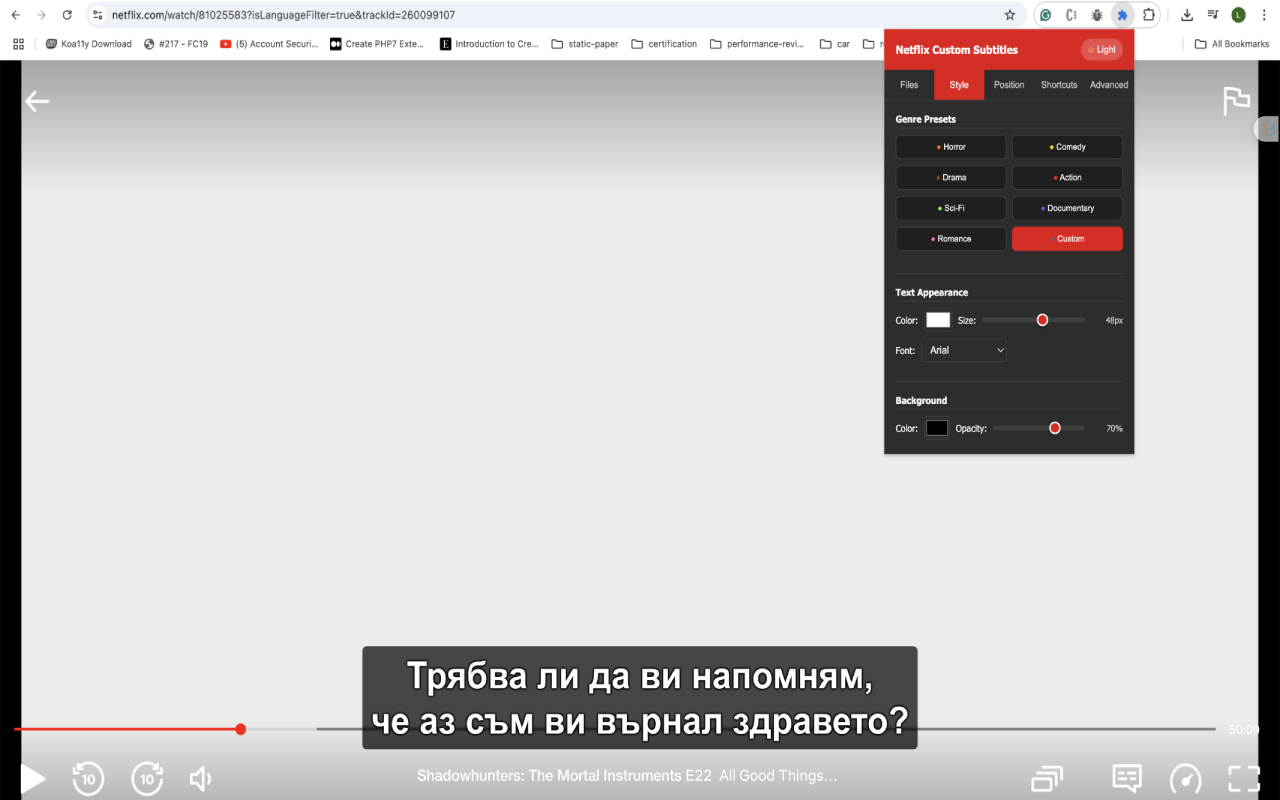 netflix.com/watch/81025583?isLanguageFilter=true&trackId=260099107
L
Koa11y Download
#217 - FC19
(5) Account Securi...
Create PHP7 Exte...
Introduction to Cre...
static-paper
certification
performance-revi...
car
All Bookmarks
Netflix Custom Subtitles
Light
Files
Style
Position
Shortcuts
Advanced
Genre Presets
Horror
Comedy
Drama
Action
Sci-Fi
Documentary
Romance
Custom
Text Appearance
Color:
Size:
48px
Font:
Arial
Background
Color:
Opacity:
70%
Трябва ли да ви напомням,
че аз съм ви върнал здравето?
50:09
10
10
Shadowhunters: The Mortal Instruments E22 All Good Things...